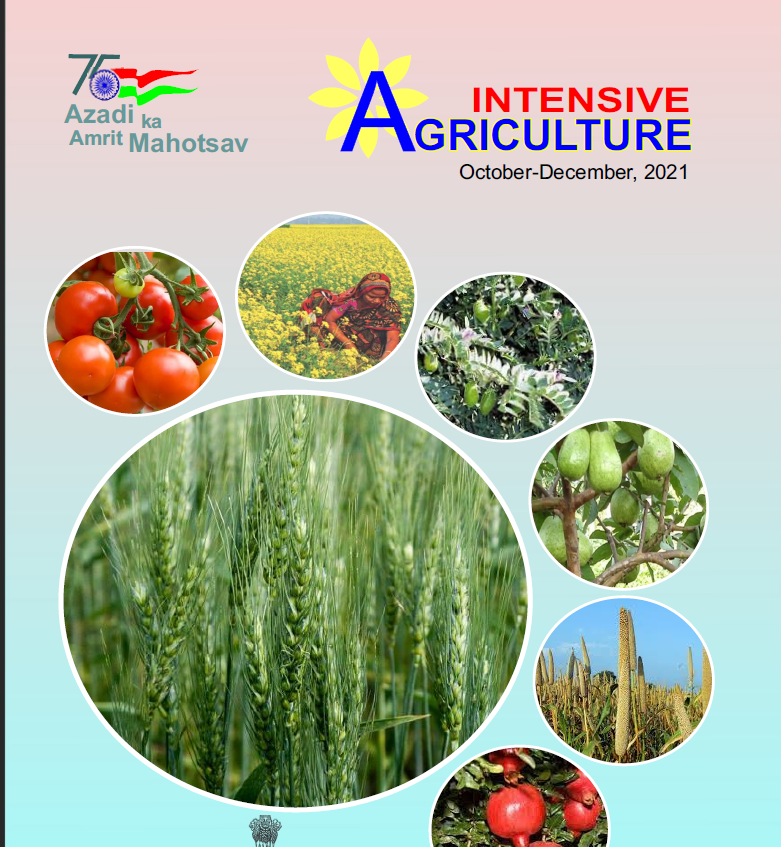 75
Azadi ka
Amrit Mahotsav
INTENSIVE
AGRICULTURE
October-December, 2021